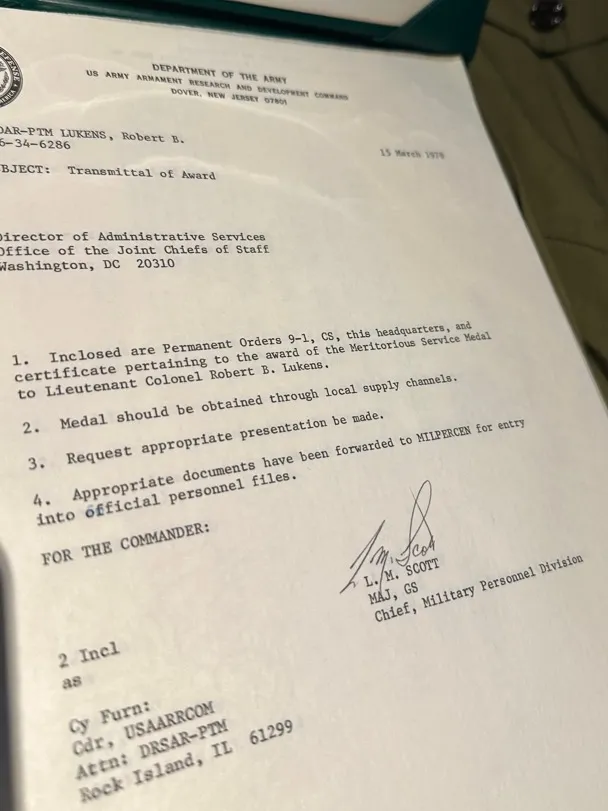 DEPARTMENT OF THE ARMY
US ARMY ARMAMENT RESEARCH AND DEVELOPMENT COMMAND
DOVER, NEW JERSEY 07801
DAR-PTM LUKENS, Robert B.
6-34-6286
15 March 1978
BJECT: Transmittal of Award
Director of Administrative Services
Office of the Joint Chiefs of Staff
Washington, DC 20310
1. Inclosed are Permanent Orders 9-1, CS, this headquarters, and
certificate pertaining to the award of the Meritorious Service Medal
to Lieutenant Colonel Robert B. Lukens.
2. Medal should be obtained through local supply channels.
3. Request appropriate presentation be made.
4. Appropriate documents have been forwarded to MILPERCEN for entry
into official personnel files.
FOR THE COMMANDER:
L. M. Scott
L. M. SCOTT
MAJ, GS
Chief, Military Personnel Division
2 Incl
as
Cy Furn:
Cdr, USAARRCOM
Attn: DRSAR-PTM
Rock Island, IL 61299